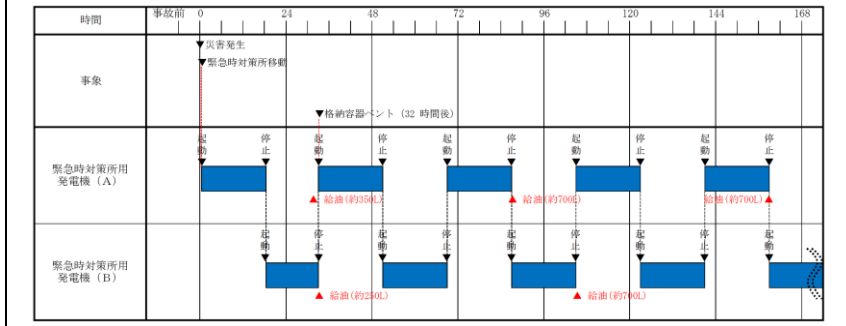 時間 事故前 0 24 48 72 96 120 144 168
▼災害発生
▼緊急時対策所移動
事象
▼格納容器ベント (32 時間後)
起動 停止 起動 停止 起動 停止 起動 停止 起動 停止
緊急時対策所用
発電機 (A)
▲ 給油(約350L) ▲ 給油(約700L) 給油(約700L) ▲
起動 停止 起動 停止 起動 停止 起動 停止 起動
緊急時対策所用
発電機 (B)
▲ 給油(約250L) ▲ 給油(約700L)